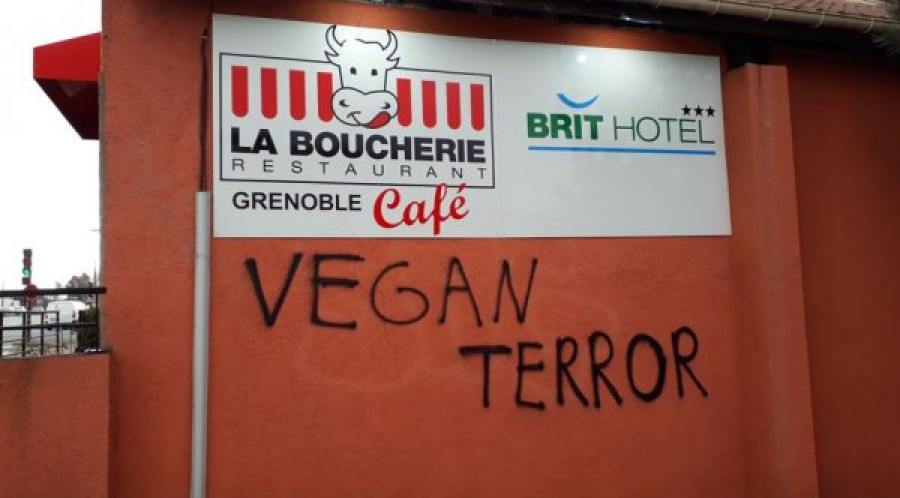 LA BOUCHERIE
RESTAURANT
GRENOBLE Café
BRIT HOTEL
VEGAN
TERROR